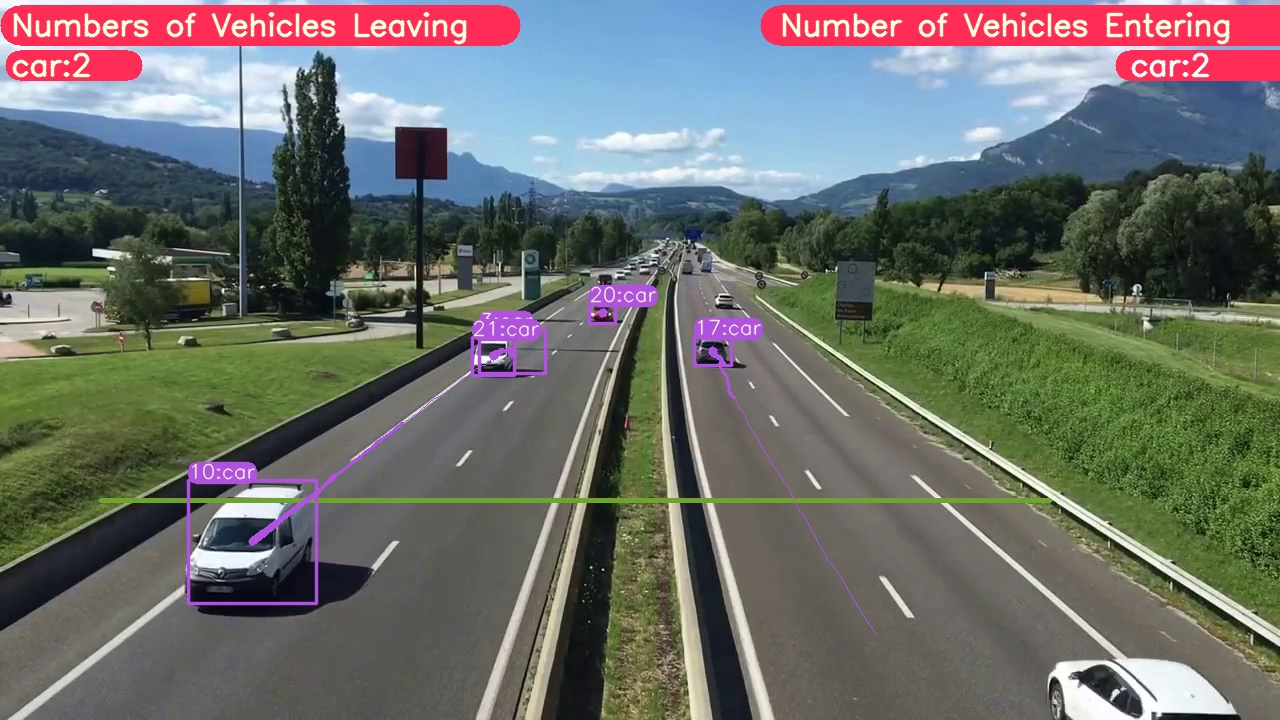 Numbers of Vehicles Leaving
Number of Vehicles Entering
car:2
car:2
20:car
21:car
17:car
10:car